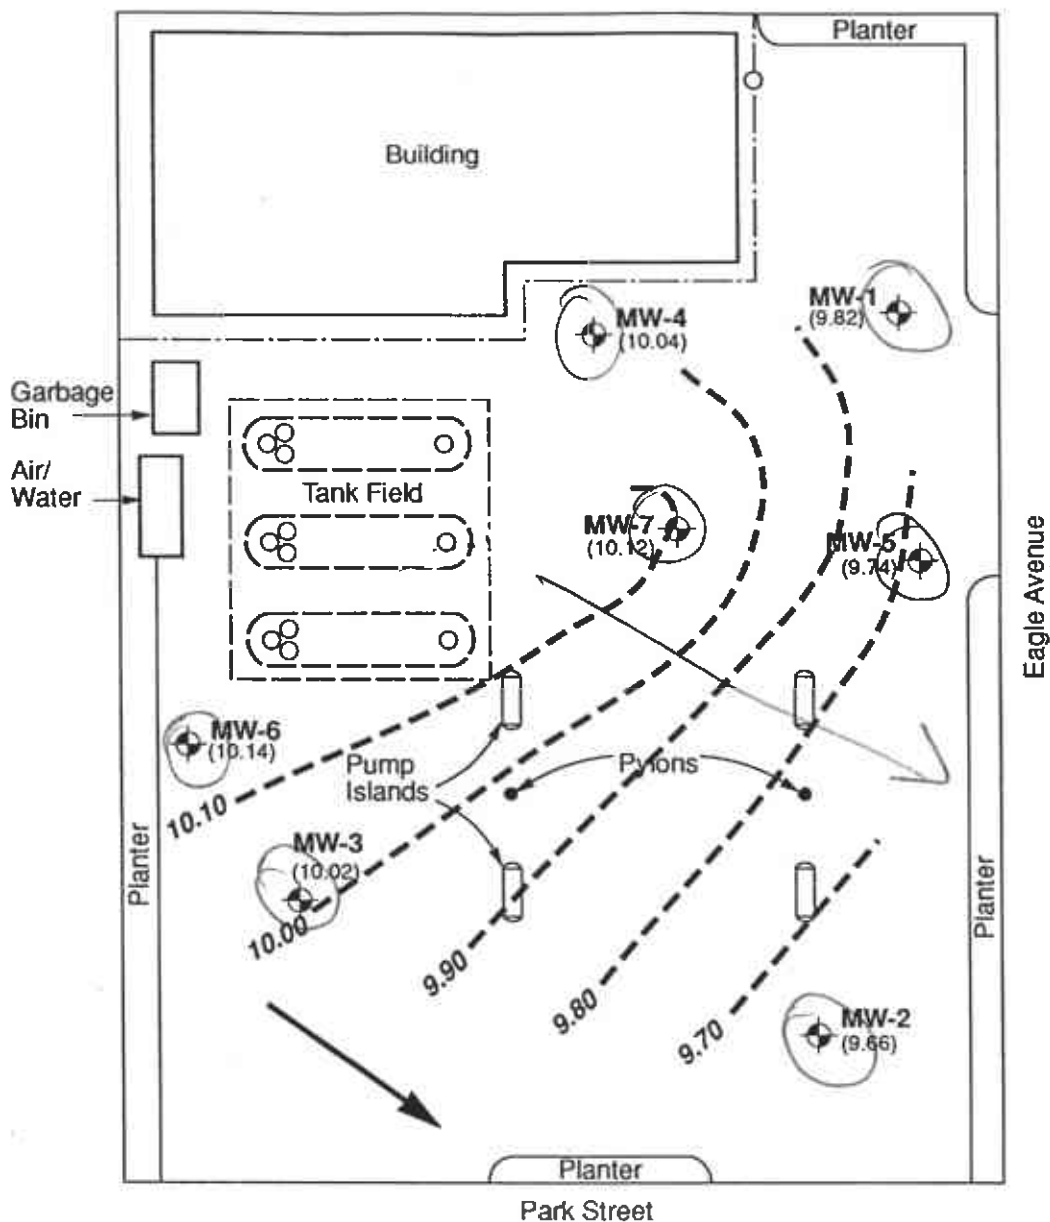 Planter
Building
MW-1
(9.82)
MW-4
(10.04)
Garbage
Bin
Air/
Water
Tank Field
MW-7
(10.12)
MW-5
(9.74)
Eagle Avenue
MW-6
(10.14)
Pump
Islands
Pylons
10.10
MW-3
(10.02)
Planter
Planter
10.00
9.90
9.80
9.70
MW-2
(9.66)
Planter
Park Street